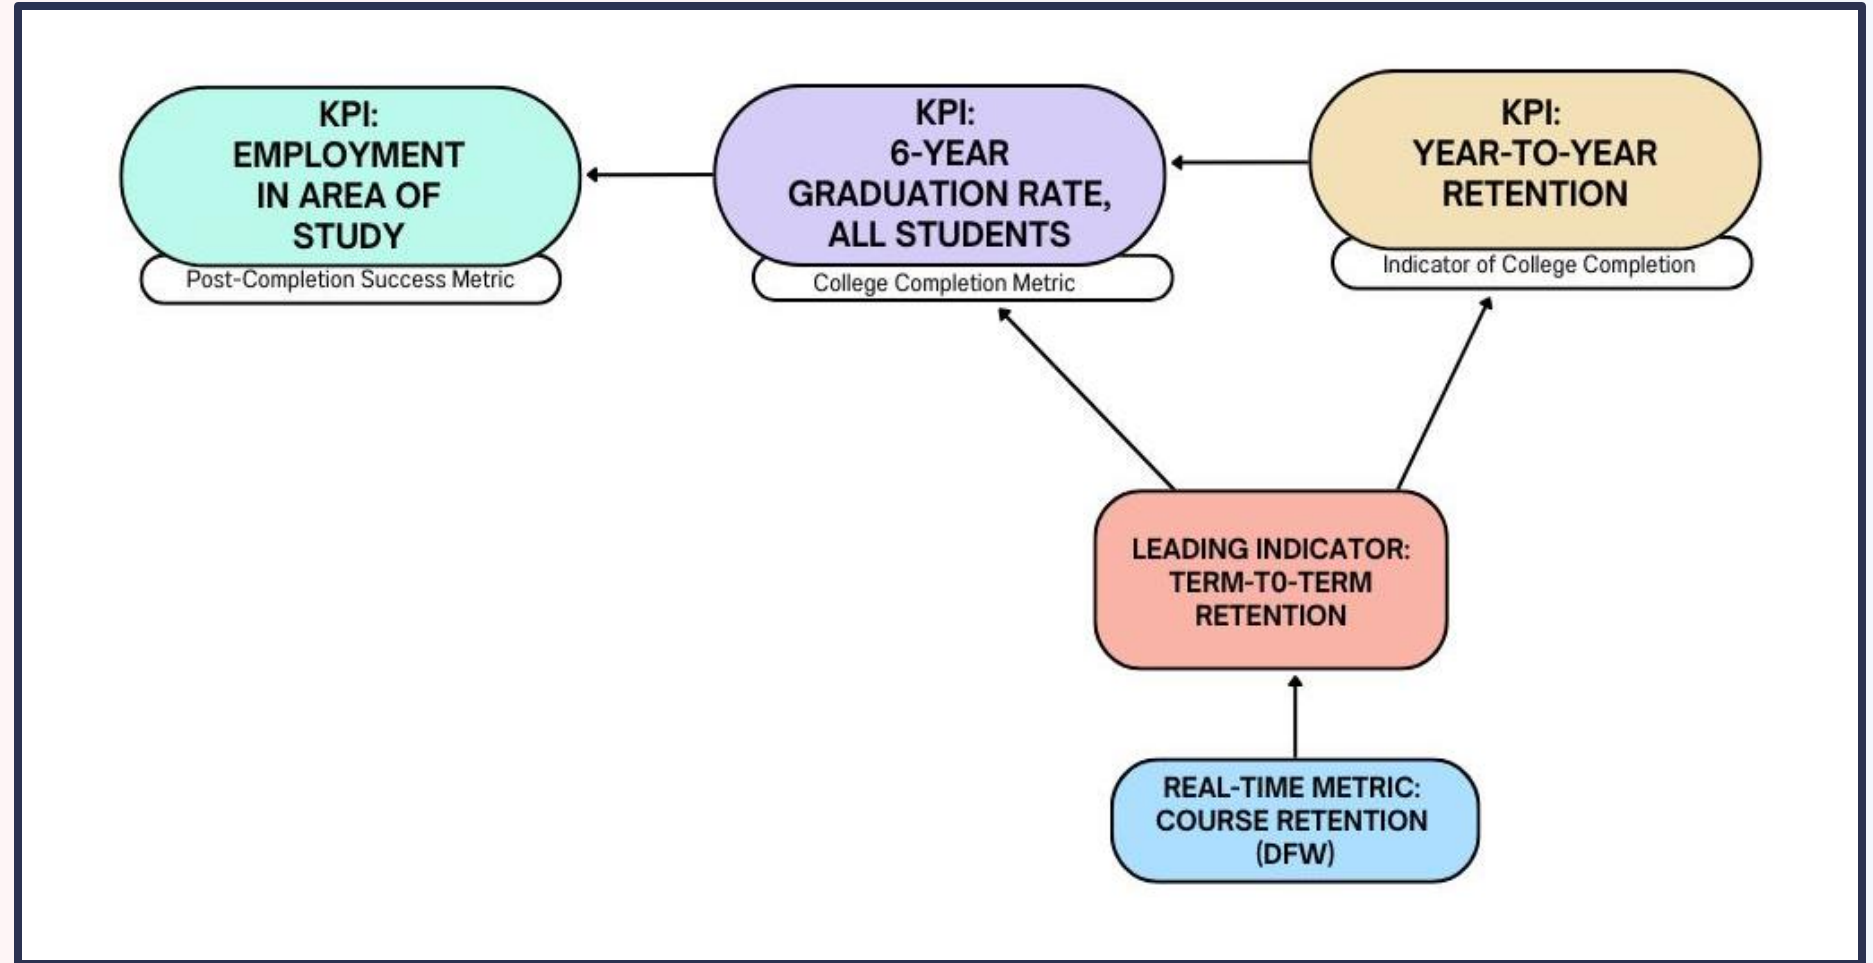 KPI:
EMPLOYMENT
IN AREA OF
STUDY
Post-Completion Success Metric
KPI:
6-YEAR
GRADUATION RATE,
ALL STUDENTS
College Completion Metric
KPI:
YEAR-TO-YEAR
RETENTION
Indicator of College Completion
LEADING INDICATOR:
TERM-T0-TERM
RETENTION
REAL-TIME METRIC:
COURSE RETENTION
(DFW)